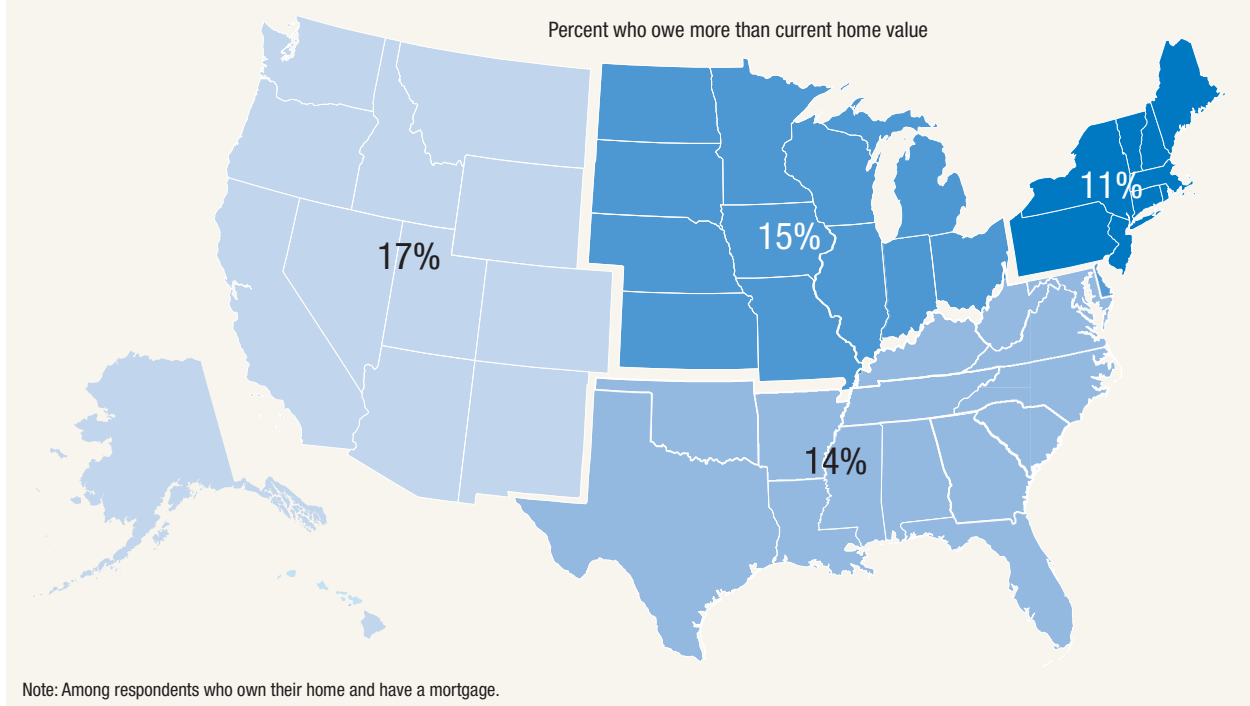 Percent who owe more than current home value
11%
15%
17%
14%
Note: Among respondents who own their home and have a mortgage.